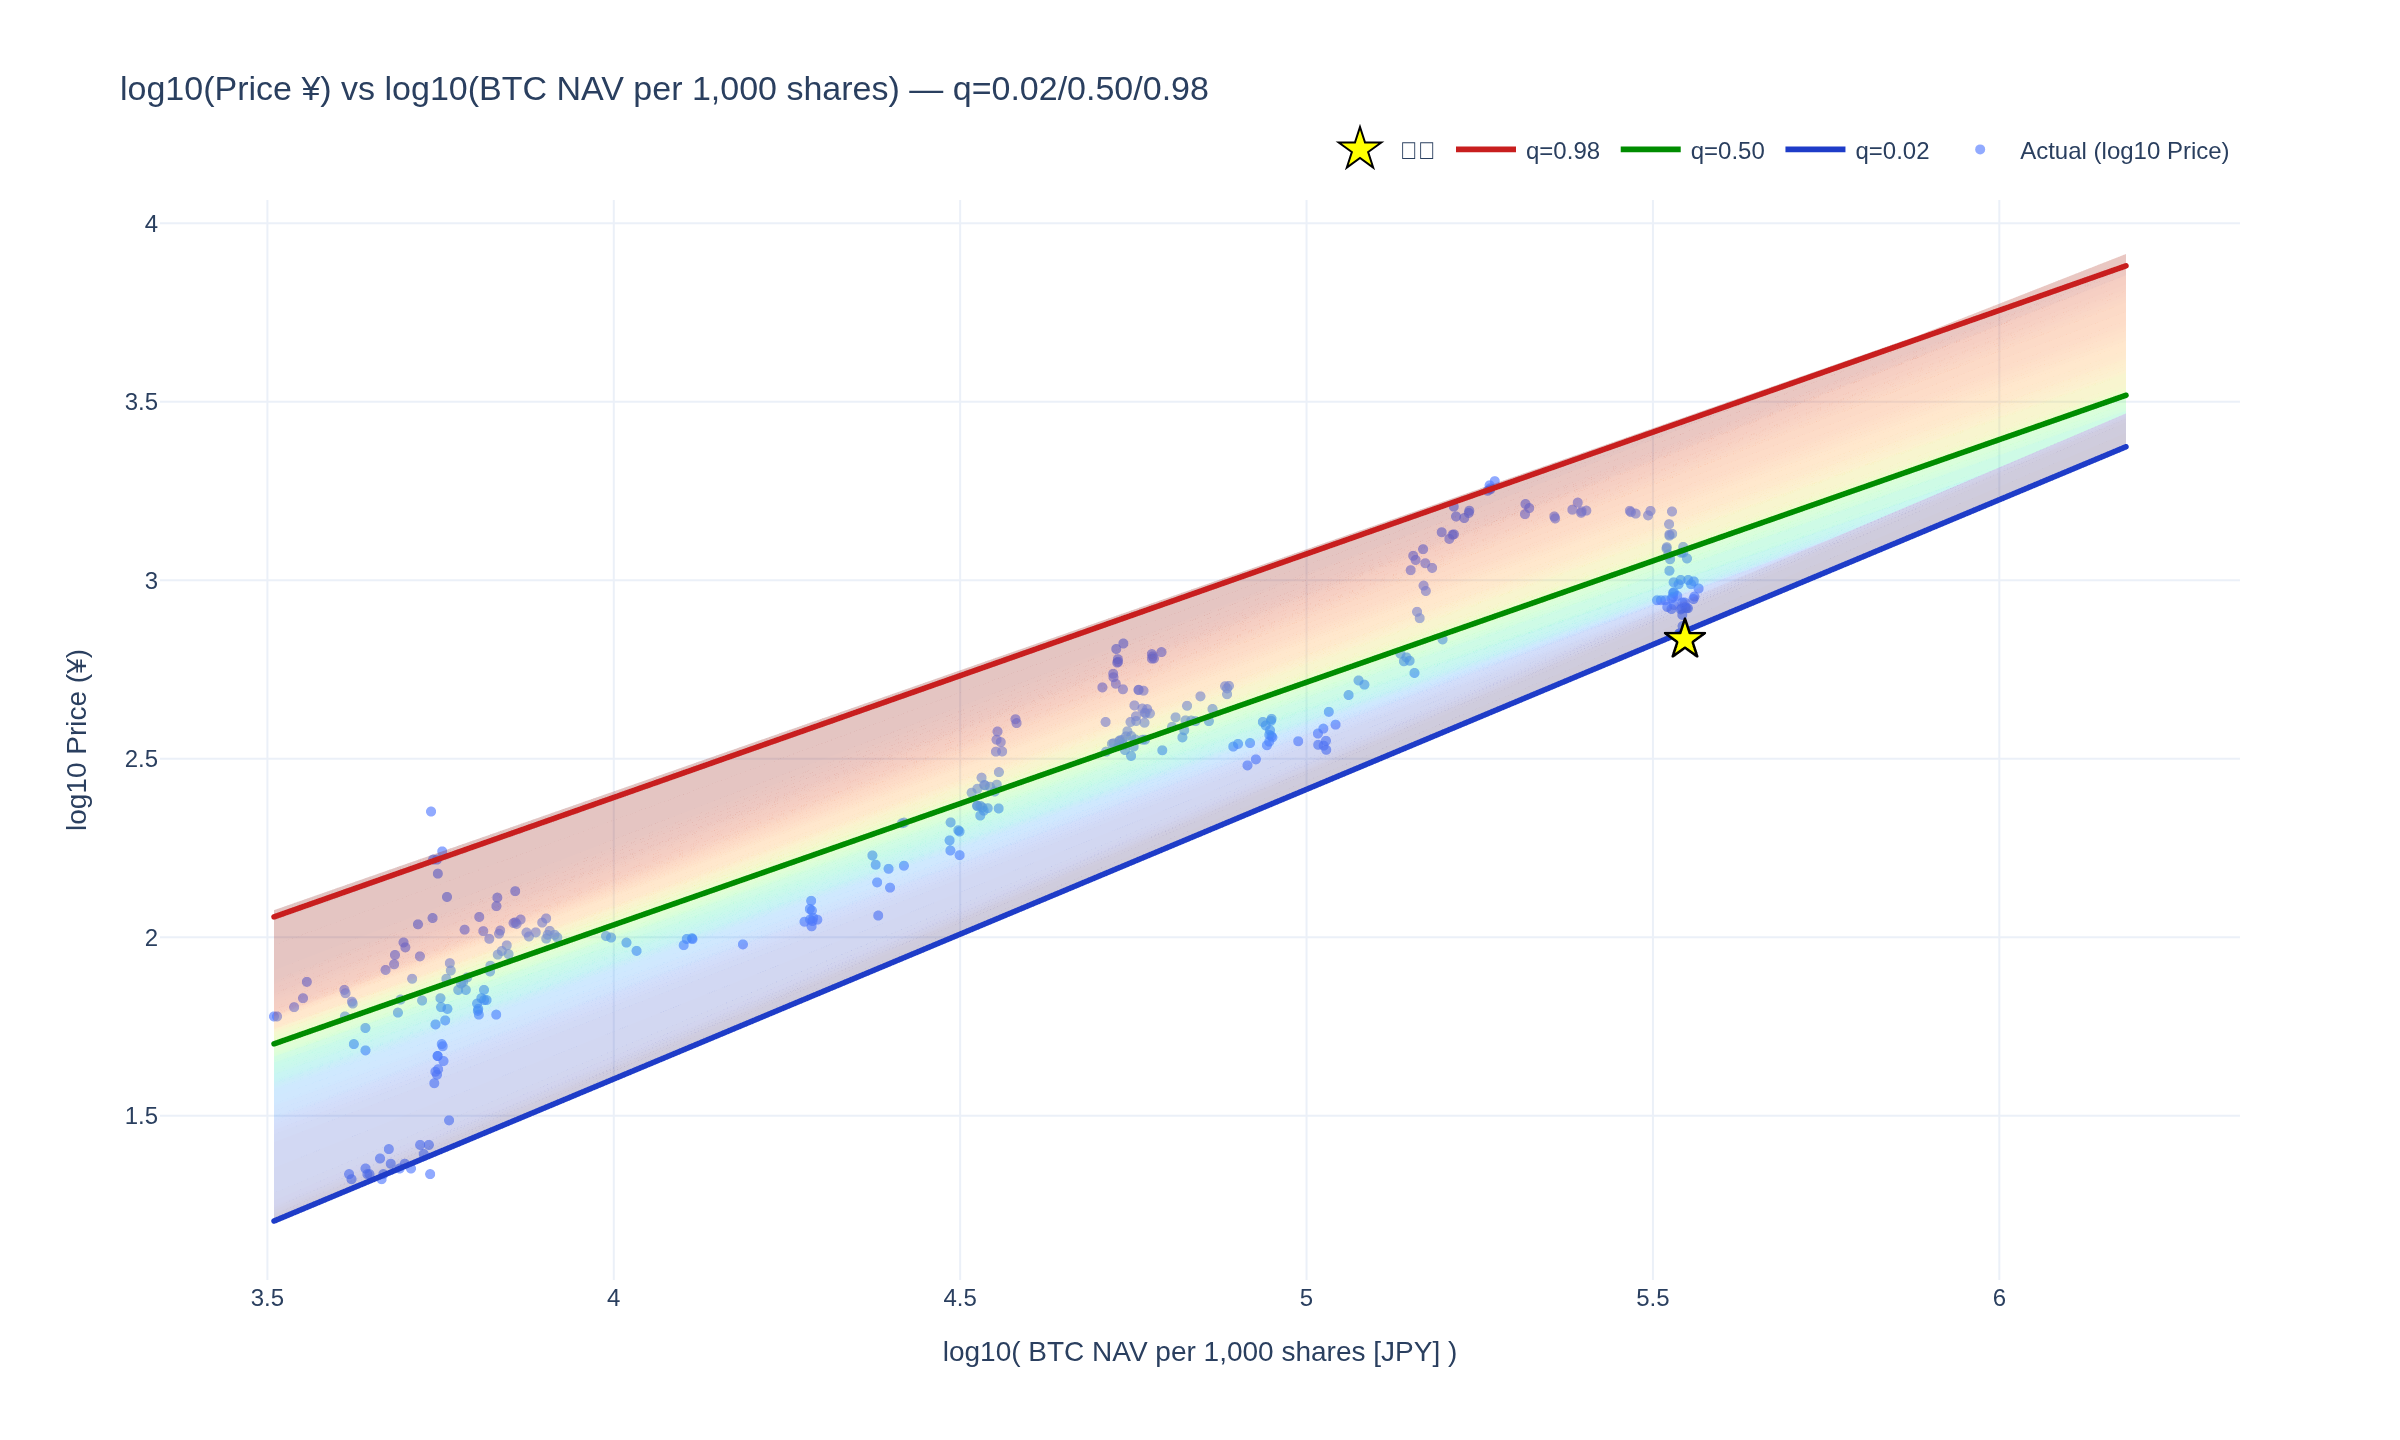 log10(Price ¥) vs log10(BTC NAV per 1,000 shares) — q=0.02/0.50/0.98
q=0.98 q=0.50 q=0.02 Actual (log10 Price)
4
3.5
3
2.5
2
1.5
log10 Price (¥)
3.5 4 4.5 5 5.5 6
log10( BTC NAV per 1,000 shares [JPY] )